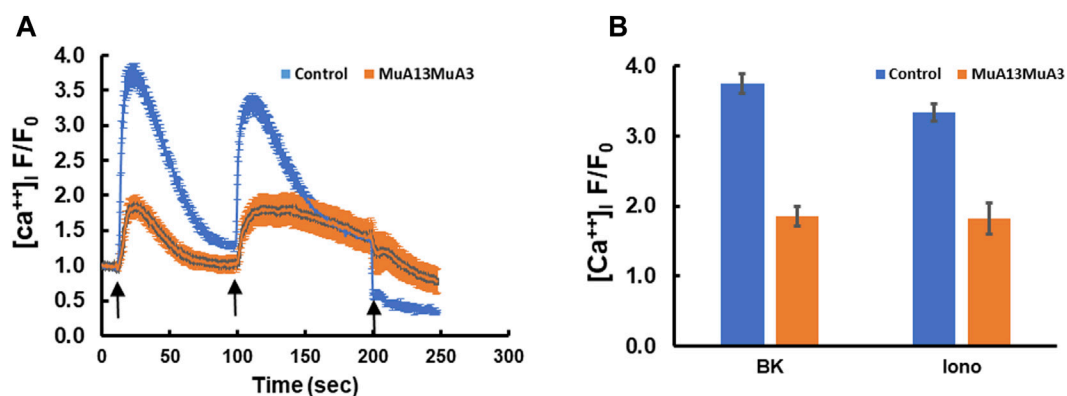 A
[ca⁺⁺]ᵢ F/F₀
4.0
3.5
3.0
2.5
2.0
1.5
1.0
0.5
0.0
Control MuA13MuA3
0 50 100 150 200 250 300
Time (sec)
B
[Ca⁺⁺]ᵢ F/F₀
4.0
3.0
2.0
1.0
0.0
Control MuA13MuA3
BK Iono